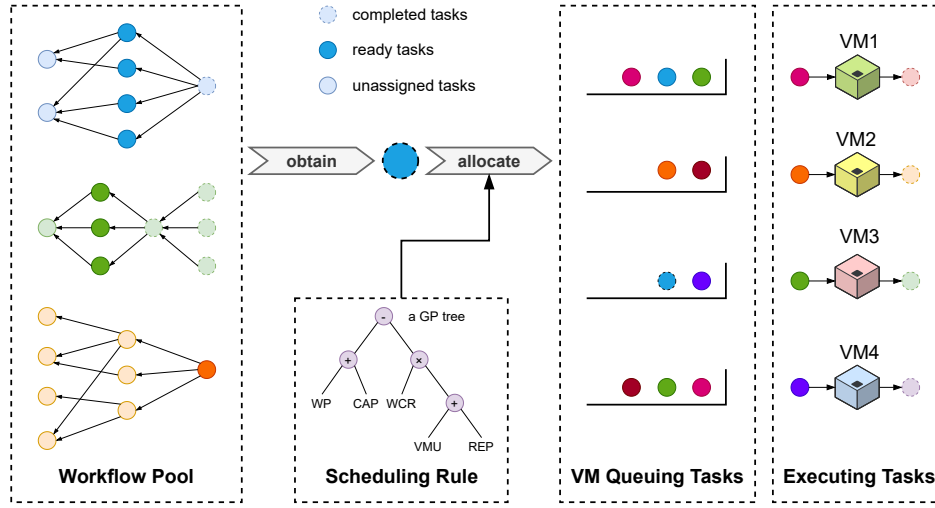 completed tasks
ready tasks
unassigned tasks
obtain
allocate
VM1
VM2
VM3
VM4
- a GP tree
+ ×
WP CAP WCR +
VMU REP
Workflow Pool
Scheduling Rule
VM Queuing Tasks
Executing Tasks